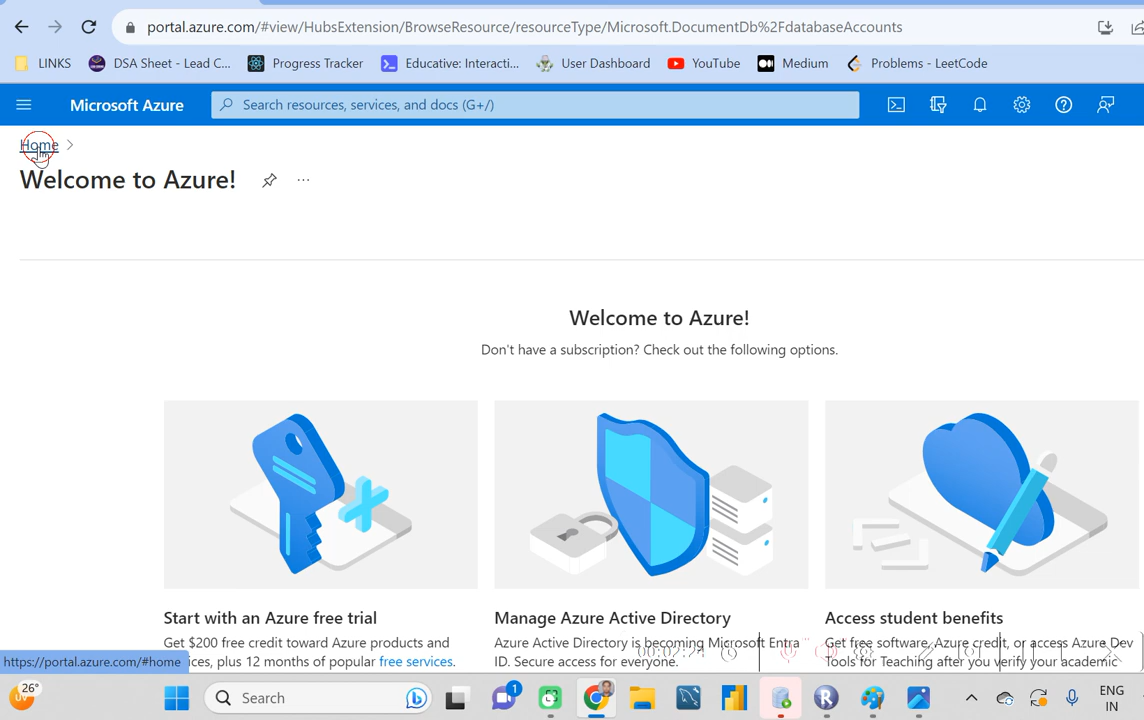 portal.azure.com/#view/HubsExtension/BrowseResource/resourceType/Microsoft.DocumentDb%2FdatabaseAccounts
LINKS DSA Sheet - Lead C... Progress Tracker Educative: Interacti... User Dashboard YouTube Medium Problems - LeetCode
Microsoft Azure Search resources, services, and docs (G+/)
Home
Welcome to Azure!
Welcome to Azure!
Don't have a subscription? Check out the following options.
Start with an Azure free trial
Get $200 free credit toward Azure products and
ices, plus 12 months of popular free services.
Manage Azure Active Directory
Azure Active Directory is becoming Microsoft Entra
ID. Secure access for everyone.
Access student benefits
Get free software, Azure credit, or access Azure Dev
Tools for Teaching after you verify your academic
00:02:
https://portal.azure.com/#home
26°
Search
1
ENG
IN